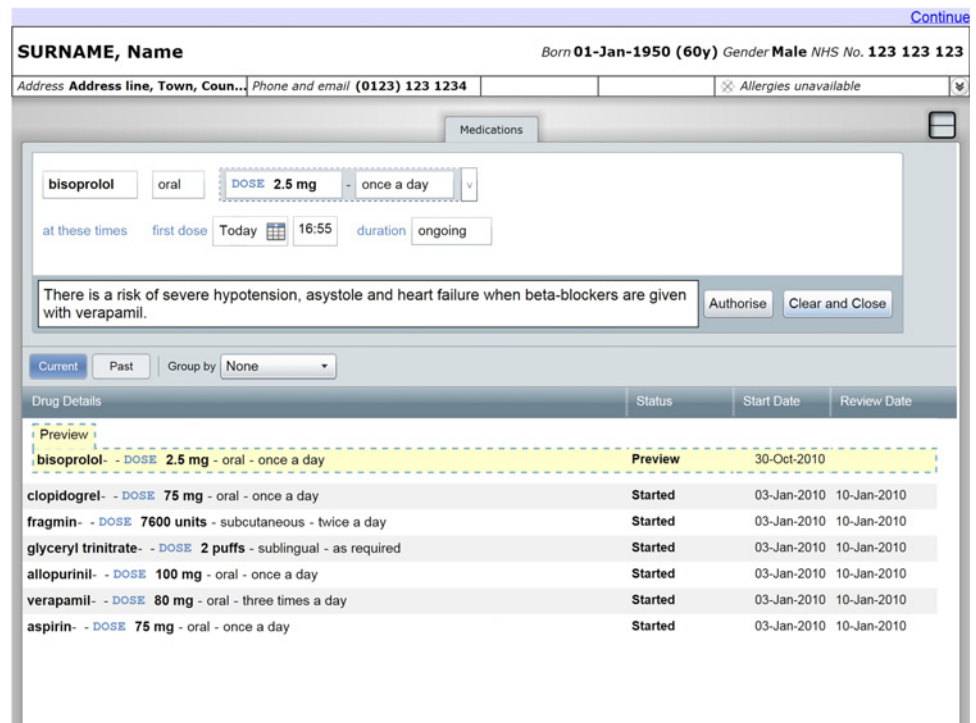 Continue
SURNAME, Name Born 01-Jan-1950 (60y) Gender Male NHS No. 123 123 123
Address Address line, Town, Coun... Phone and email (0123) 123 1234 Allergies unavailable
Medications
bisoprolol oral DOSE 2.5 mg - once a day v
at these times first dose Today 16:55 duration ongoing
There is a risk of severe hypotension, asystole and heart failure when beta-blockers are given
with verapamil.
Authorise Clear and Close
Current Past Group by None
Drug Details Status Start Date Review Date
Preview
bisoprolol- - DOSE 2.5 mg - oral - once a day Preview 30-Oct-2010
clopidogrel- - DOSE 75 mg - oral - once a day Started 03-Jan-2010 10-Jan-2010
fragmin- - DOSE 7600 units - subcutaneous - twice a day Started 03-Jan-2010 10-Jan-2010
glyceryl trinitrate- - DOSE 2 puffs - sublingual - as required Started 03-Jan-2010 10-Jan-2010
allopurinil- - DOSE 100 mg - oral - once a day Started 03-Jan-2010 10-Jan-2010
verapamil- - DOSE 80 mg - oral - three times a day Started 03-Jan-2010 10-Jan-2010
aspirin- - DOSE 75 mg - oral - once a day Started 03-Jan-2010 10-Jan-2010